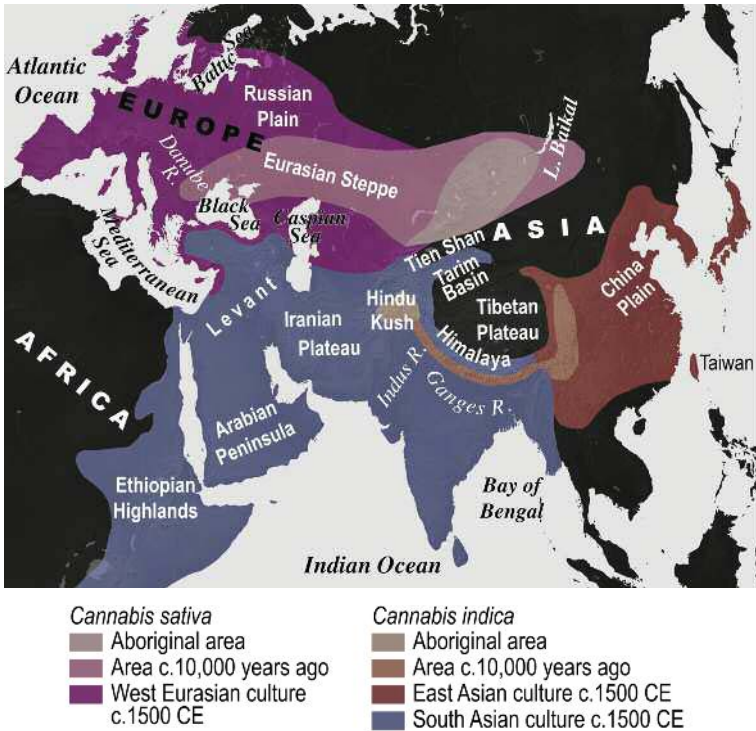 Atlantic
Ocean
Baltic
Sea
EUROPE
Russian
Plain
Danube
R.
Eurasian Steppe
L. Baikal
Black
Sea
Caspian
Sea
ASIA
Mediterranean
Sea
Levant
Tien Shan
Tarim
Basin
China
Plain
Iranian
Plateau
Hindu
Kush
Tibetan
Plateau
Himalaya
AFRICA
Indus R.
Ganges R.
Taiwan
Arabian
Peninsula
Ethiopian
Highlands
Bay of
Bengal
Indian Ocean
Cannabis sativa
Aboriginal area
Area c.10,000 years ago
West Eurasian culture
c.1500 CE
Cannabis indica
Aboriginal area
Area c.10,000 years ago
East Asian culture c.1500 CE
South Asian culture c.1500 CE